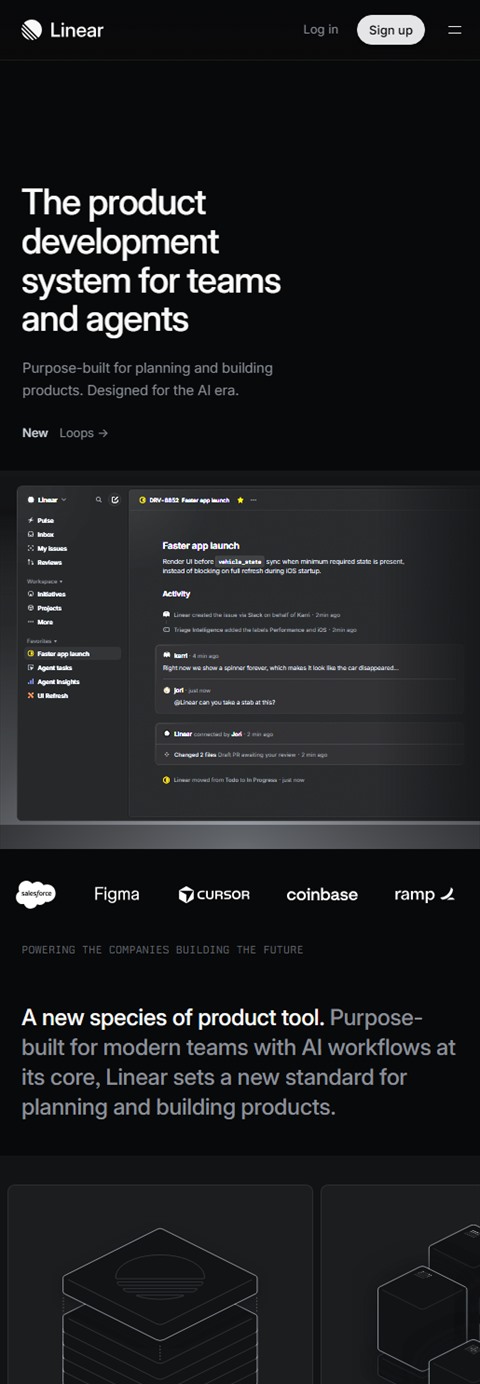 Linear
Log in
Sign up
The product
development
system for teams
and agents
Purpose-built for planning and building
products. Designed for the AI era.
New Loops →
Linear
Pulse
Inbox
My Issues
Reviews
Workspace
Initiatives
Projects
More
Favorites
Faster app launch
Agent tasks
Agent Insights
UI Refresh
DRV-8852 Faster app launch
Faster app launch
Render UI before vehicle_state sync when minimum required state is present,
instead of blocking on full refresh during iOS startup.
Activity
Linear created the issue via Slack on behalf of Karri · 2min ago
Triage Intelligence added the labels Performance and iOS · 2min ago
karri · 4 min ago
Right now we show a spinner forever, which makes it look like the car disappeared...
jori · just now
@Linear can you take a stab at this?
Linear connected by Jori · 2 min ago
Changed 2 files Draft PR awaiting your review · 2 min ago
Linear moved from Todo to In Progress · just now
salesforce
Figma
CURSOR
coinbase
ramp
POWERING THE COMPANIES BUILDING THE FUTURE
A new species of product tool. Purpose-
built for modern teams with AI workflows at
its core, Linear sets a new standard for
planning and building products.